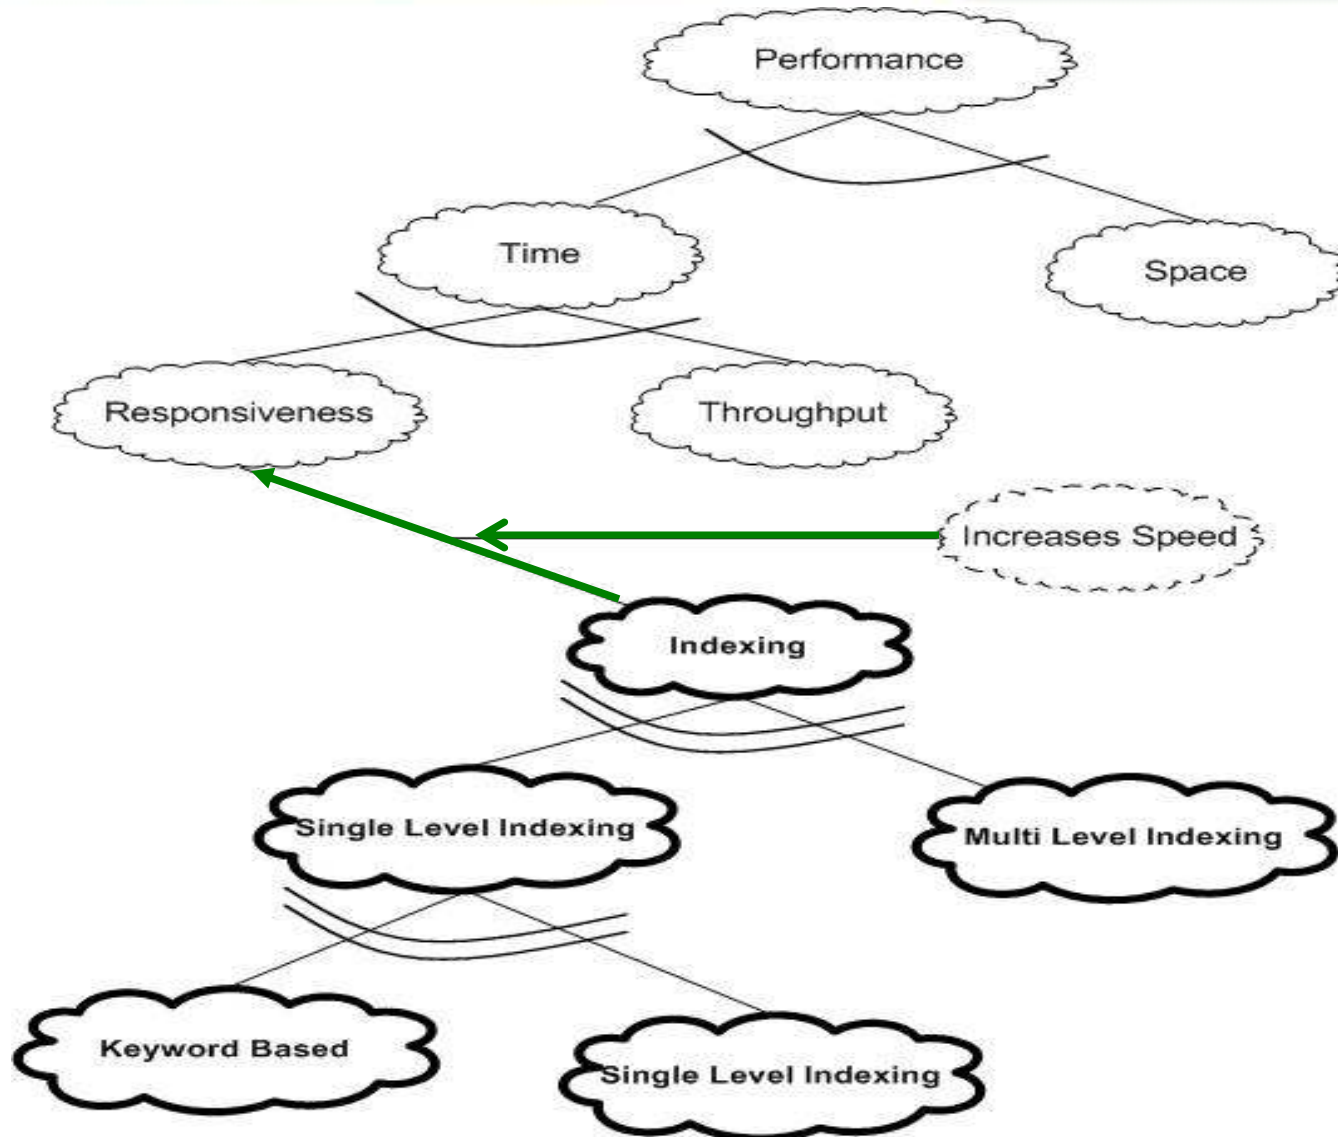 Performance
Time
Space
Responsiveness
Throughput
Increases Speed
Indexing
Single Level Indexing
Multi Level Indexing
Keyword Based
Single Level Indexing